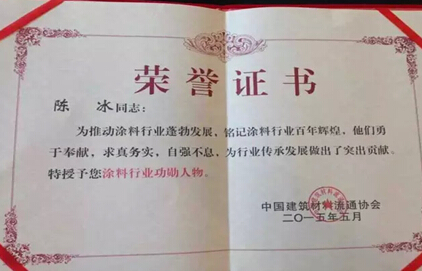 荣誉证书
陈 冰同志：
为推动涂料行业蓬勃发展，铭记涂料行业百年辉煌，他们勇
于奉献，求真务实，自强不息，为行业传承发展做出了突出贡献。
特授予您涂料行业功勋人物。
中国建筑材料流通协会
二〇一五年五月